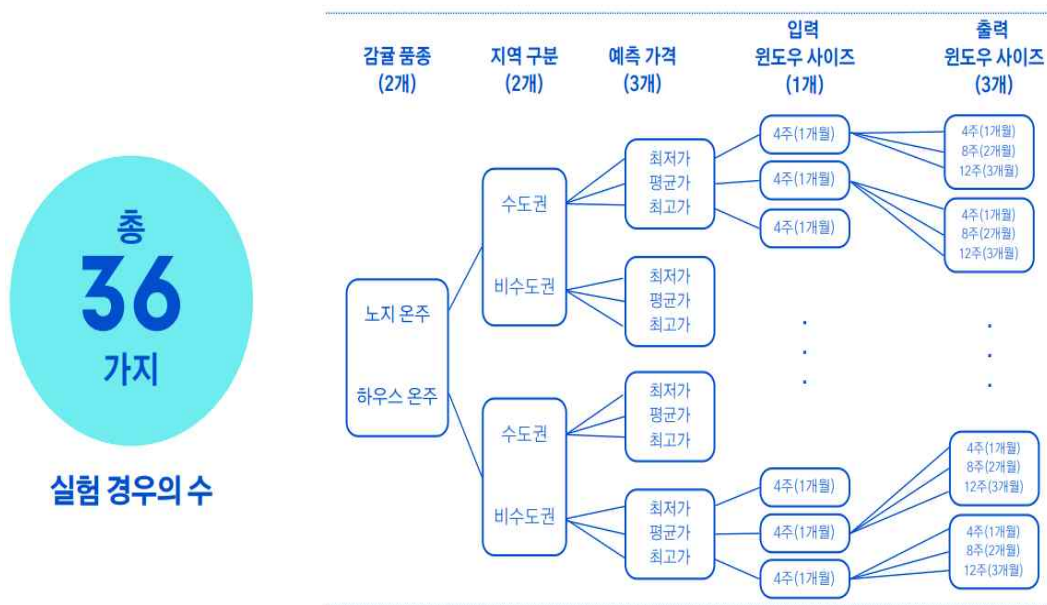 총
36
가지
실험 경우의 수
감귤 품종
(2개)
지역 구분
(2개)
예측 가격
(3개)
입력
윈도우 사이즈
(1개)
출력
윈도우 사이즈
(3개)
노지 온주
하우스 온주
수도권
비수도권
수도권
비수도권
최저가
평균가
최고가
최저가
평균가
최고가
최저가
평균가
최고가
최저가
평균가
최고가
4주(1개월)
4주(1개월)
4주(1개월)
4주(1개월)
4주(1개월)
4주(1개월)
4주(1개월)
8주(2개월)
12주(3개월)
4주(1개월)
8주(2개월)
12주(3개월)
4주(1개월)
8주(2개월)
12주(3개월)
4주(1개월)
8주(2개월)
12주(3개월)